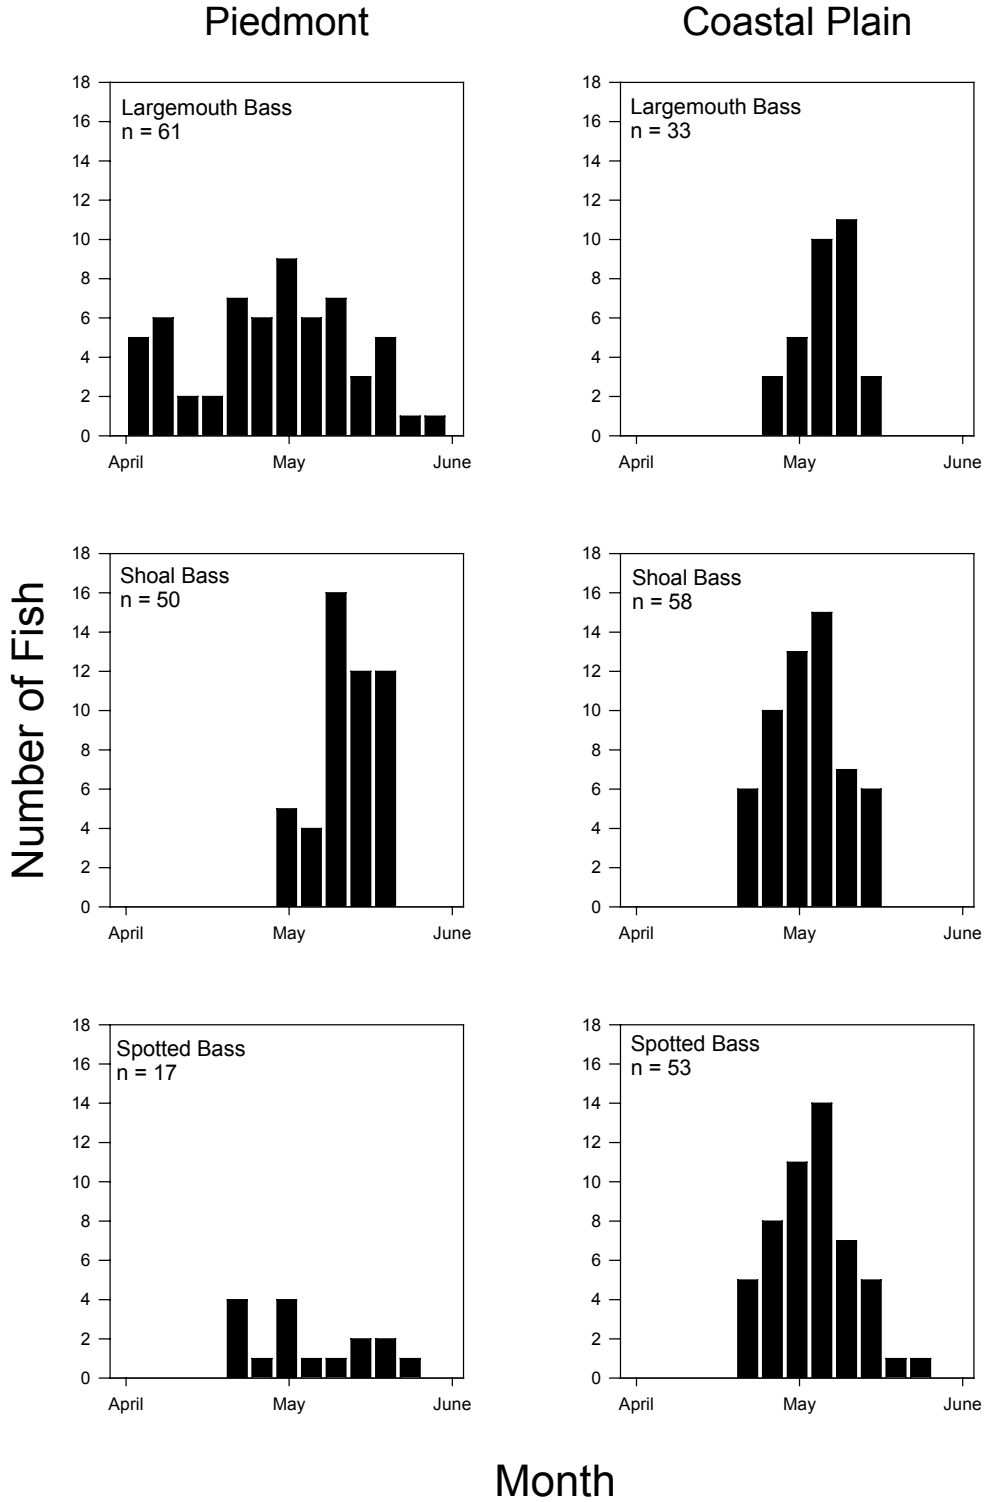 Piedmont
Coastal Plain
Largemouth Bass
n = 61
18
16
14
12
10
8
6
4
2
0
April May June
Largemouth Bass
n = 33
18
16
14
12
10
8
6
4
2
0
April May June
Number of Fish
Shoal Bass
n = 50
18
16
14
12
10
8
6
4
2
0
April May June
Shoal Bass
n = 58
18
16
14
12
10
8
6
4
2
0
April May June
Spotted Bass
n = 17
18
16
14
12
10
8
6
4
2
0
April May June
Spotted Bass
n = 53
18
16
14
12
10
8
6
4
2
0
April May June
Month